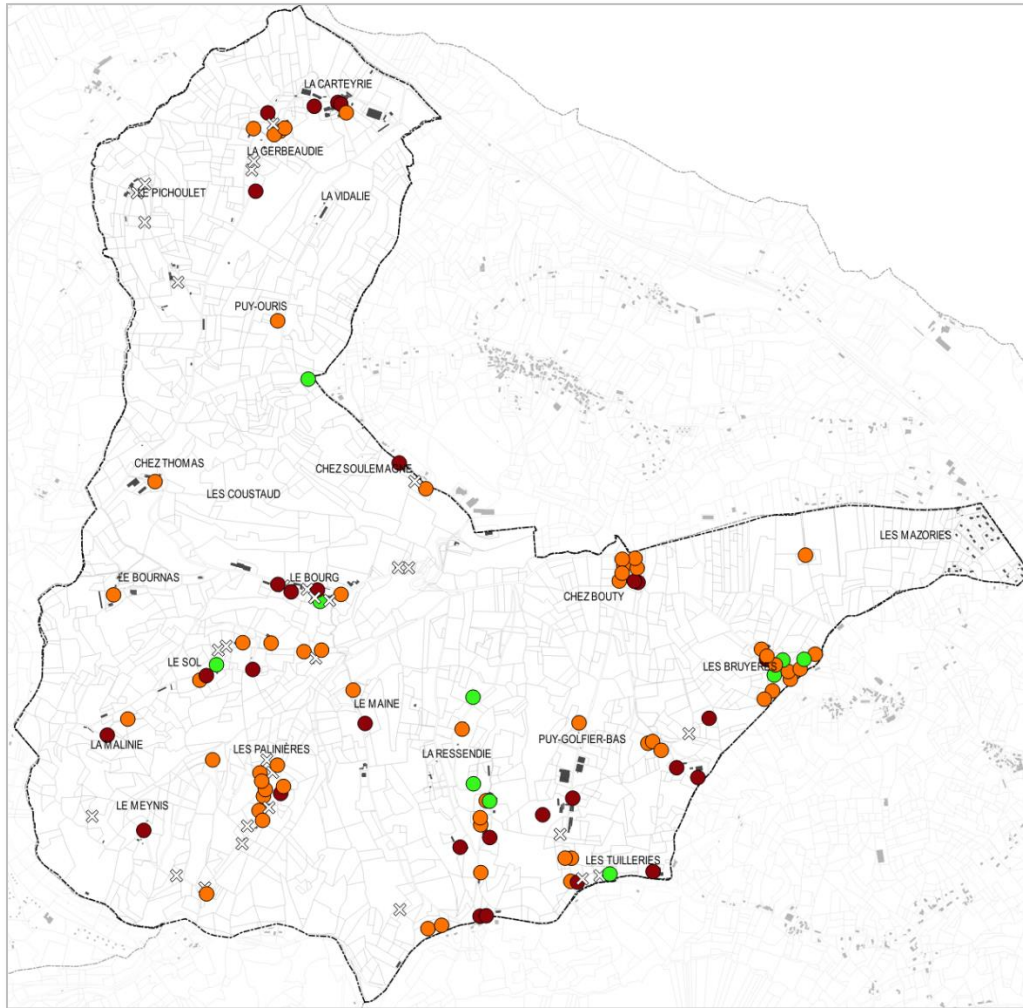 LA CARTEYRIE
LA GERBEAUDIE
LE PICHOULET
LA VIDALIE
PUY-OURIS
CHEZ THOMAS
CHEZ SOULEMAGNE
LES COUSTAUD
LES MAZORIES
LE BOURNAS
LE BOURG
CHEZ BOUTY
LE SOL
LES BRUYERES
LE MAINE
LA MALINIE
LES PALINIÈRES
LA RESSENDIE
PUY-GOLFIER-BAS
LE MEYNIS
LES TUILLERIES